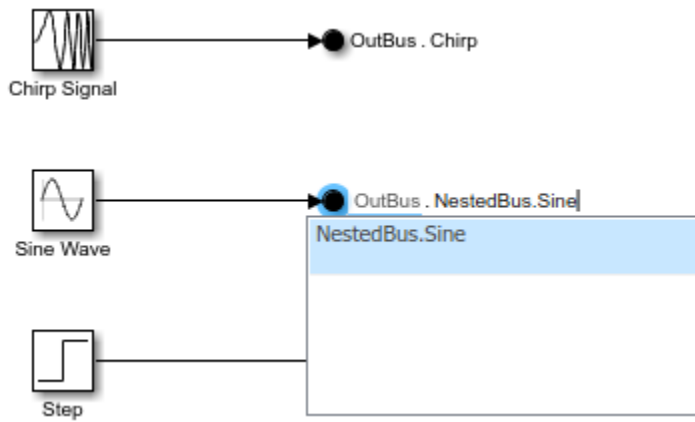 OutBus . Chirp
Chirp Signal
OutBus . NestedBus.Sine
NestedBus.Sine
Sine Wave
Step